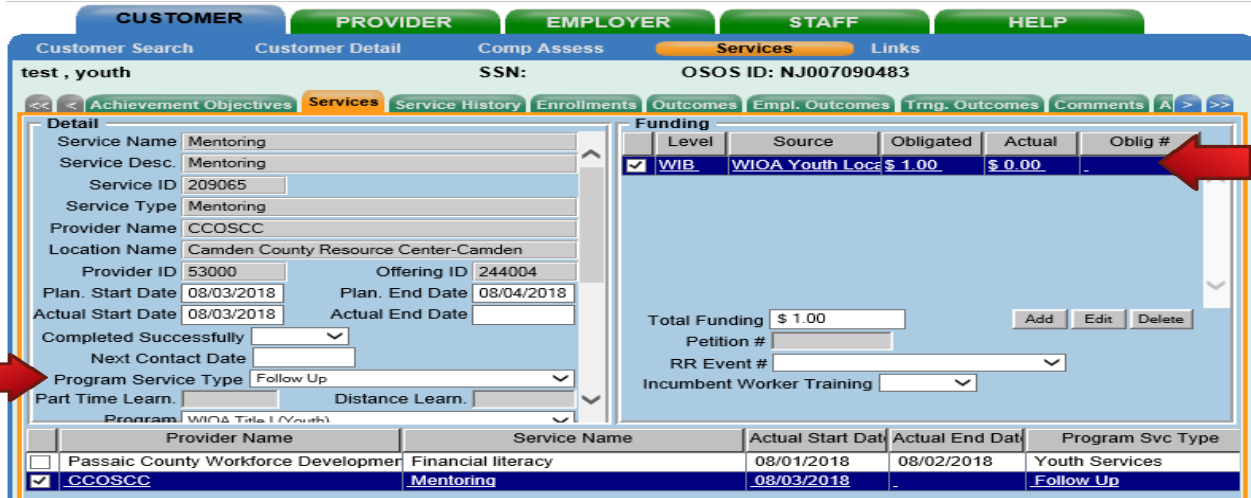 CUSTOMER PROVIDER EMPLOYER STAFF HELP
Customer Search Customer Detail Comp Assess Services Links
test , youth SSN: OSOS ID: NJ007090483
<< < Achievement Objectives Services Service History Enrollments Outcomes Empl. Outcomes Trng. Outcomes Comments A > >>
Detail
Service Name Mentoring
Service Desc. Mentoring
Service ID 209065
Service Type Mentoring
Provider Name CCOSCC
Location Name Camden County Resource Center-Camden
Provider ID 53000 Offering ID 244004
Plan. Start Date 08/03/2018 Plan. End Date 08/04/2018
Actual Start Date 08/03/2018 Actual End Date
Completed Successfully
Next Contact Date
Program Service Type Follow Up
Part Time Learn. Distance Learn.
Program WIOA Title I (Youth)
Funding
Level Source Obligated Actual Oblig #
WIB WIOA Youth Loca $ 1.00 $ 0.00
Total Funding $ 1.00 Add Edit Delete
Petition #
RR Event #
Incumbent Worker Training
Provider Name Service Name Actual Start Dat Actual End Dat Program Svc Type
Passaic County Workforce Developmen Financial literacy 08/01/2018 08/02/2018 Youth Services
CCOSCC Mentoring 08/03/2018 Follow Up